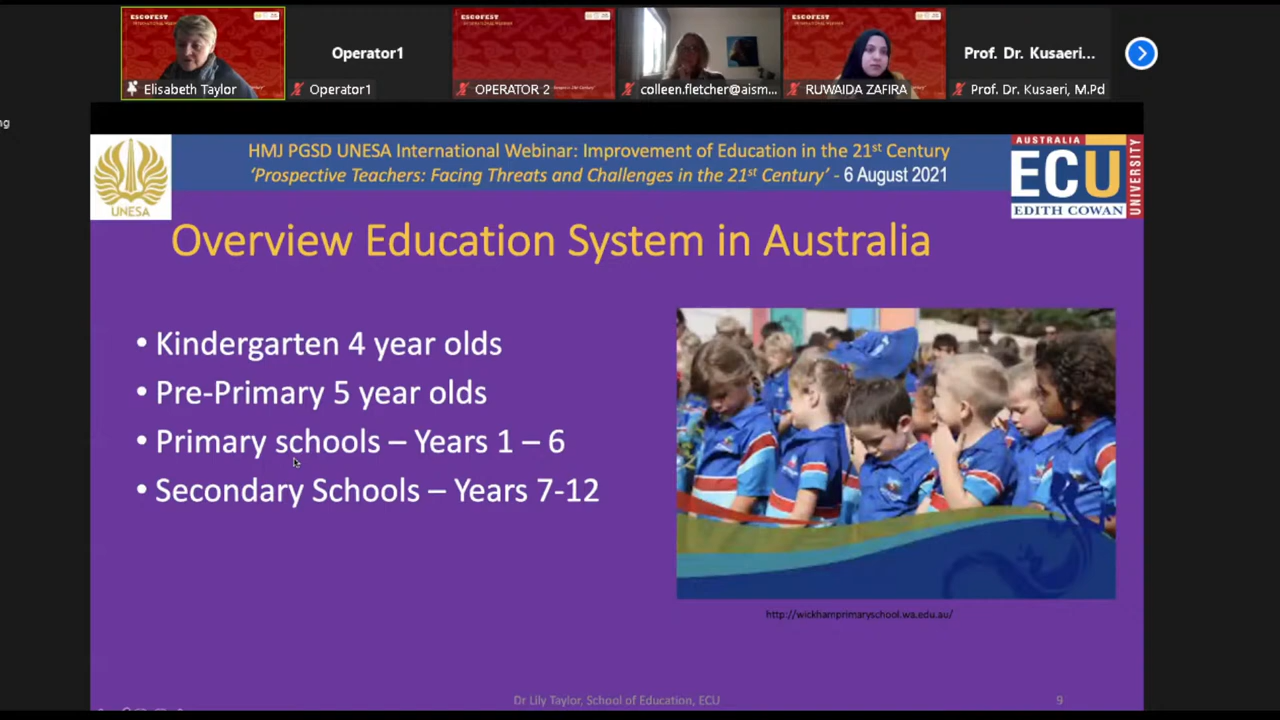 ESCOFEST
ESCOFEST
ESCOFEST
Operator1
Prof. Dr. Kusaeri...
Elisabeth Taylor
Operator1
OPERATOR 2
colleen.fletcher@aism...
RUWAIDA ZAFIRA
Prof. Dr. Kusaeri, M.Pd
ng
UNESA
HMJ PGSD UNESA International Webinar: Improvement of Education in the 21st Century
‘Prospective Teachers: Facing Threats and Challenges in the 21st Century’ - 6 August 2021
AUSTRALIA
ECU
EDITH COWAN
UNIVERSITY
Overview Education System in Australia
• Kindergarten 4 year olds
• Pre-Primary 5 year olds
• Primary schools – Years 1 – 6
• Secondary Schools – Years 7-12
http://wickhamprimaryschool.wa.edu.au/
Dr Lily Taylor, School of Education, ECU
9